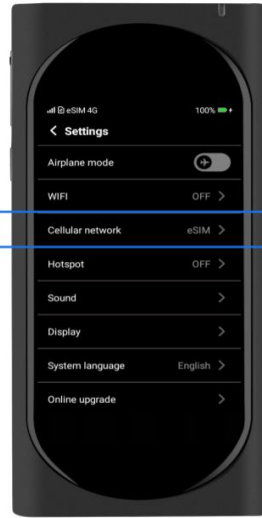 eSIM 4G 100%
< Settings
Airplane mode
WIFI OFF >
Cellular network eSIM >
Hotspot OFF >
Sound >
Display >
System language English >
Online upgrade >